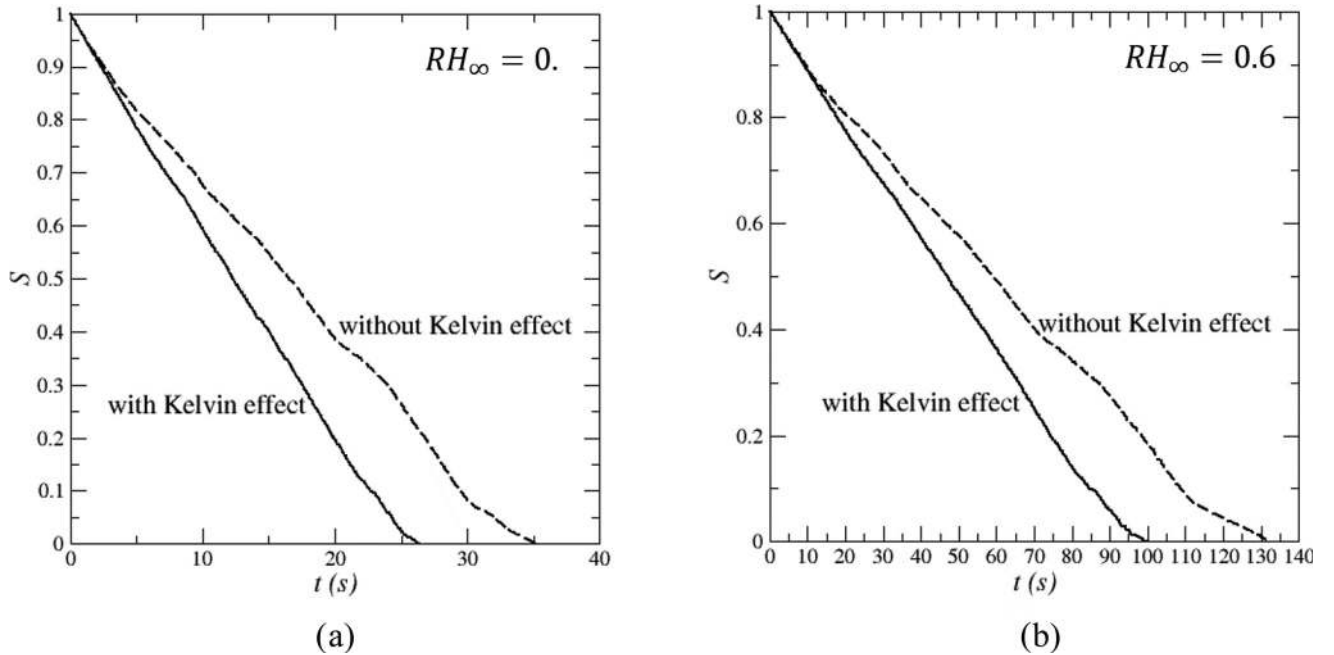 RH∞ = 0.
1
0.9
0.8
0.7
0.6
0.5
0.4
0.3
0.2
0.1
0
S
without Kelvin effect
with Kelvin effect
0 10 20 30 40
t (s)
(a)
RH∞ = 0.6
1
0.8
0.6
0.4
0.2
0
S
without Kelvin effect
with Kelvin effect
0 10 20 30 40 50 60 70 80 90 100 110 120 130 140
t (s)
(b)